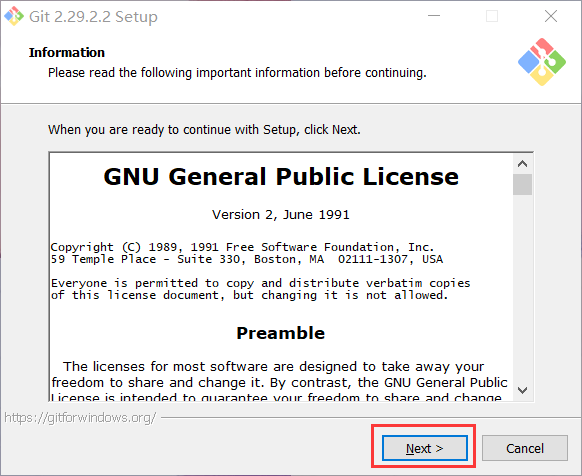 Git 2.29.2.2 Setup
Information
Please read the following important information before continuing.
When you are ready to continue with Setup, click Next.
GNU General Public License
Version 2, June 1991
Copyright (C) 1989, 1991 Free Software Foundation, Inc.
59 Temple Place - Suite 330, Boston, MA  02111-1307, USA
Everyone is permitted to copy and distribute verbatim copies
of this license document, but changing it is not allowed.
Preamble
The licenses for most software are designed to take away your
freedom to share and change it. By contrast, the GNU General Public
License is intended to guarantee your freedom to share and change
https://gitforwindows.org/
Next >
Cancel